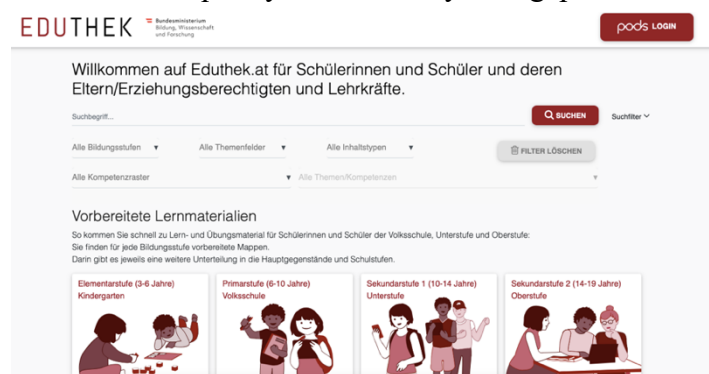 EDUTHEK
Bundesministerium
Bildung, Wissenschaft
und Forschung
pods LOGIN
Willkommen auf Eduthek.at für Schülerinnen und Schüler und deren
Eltern/Erziehungsberechtigten und Lehrkräfte.
Suchbegriff...
SUCHEN
Suchfilter
Alle Bildungsstufen
Alle Themenfelder
Alle Inhaltstypen
FILTER LÖSCHEN
Alle Kompetenzraster
Alle Themen/Kompetenzen
Vorbereitete Lernmaterialien
So kommen Sie schnell zu Lern- und Übungsmaterial für Schülerinnen und Schüler der Volksschule, Unterstufe und Oberstufe:
Sie finden für jede Bildungsstufe vorbereitete Mappen.
Darin gibt es jeweils eine weitere Unterteilung in die Hauptgegenstände und Schulstufen.
Elementarstufe (3-6 Jahre)
Kindergarten
Primarstufe (6-10 Jahre)
Volksschule
Sekundarstufe 1 (10-14 Jahre)
Unterstufe
Sekundarstufe 2 (14-19 Jahre)
Oberstufe